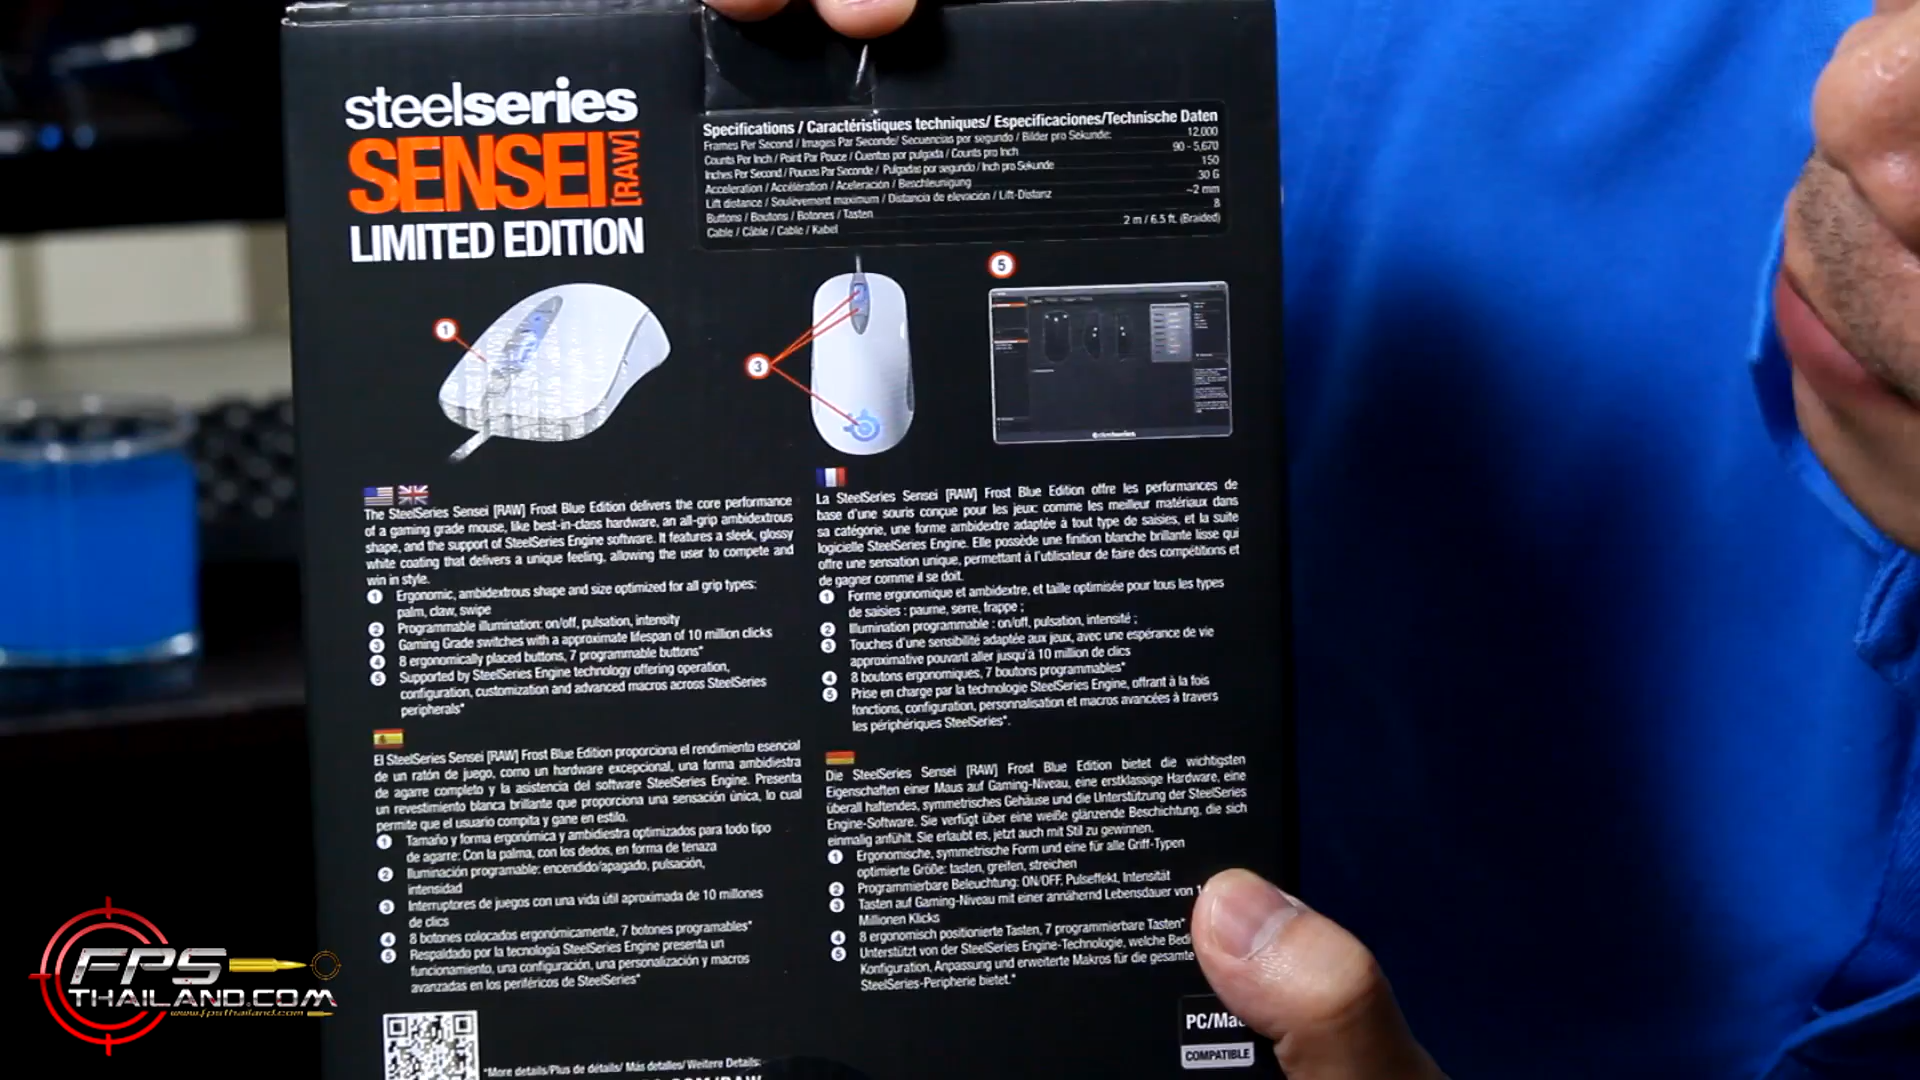 steelseries
SENSEI [RAW]
LIMITED EDITION
Specifications / Caractéristiques techniques/ Especificaciones/Technische Daten
Frames Per Second / Images Par Seconde/ Secuencias por segundo / Bilder pro Sekunde: 12,000
Counts Per Inch / Point Par Pouce / Cuentas por pulgada / Counts pro Inch 90 - 5,670
Inches Per Second / Pouces Par Seconde / Pulgadas por segundo / Inch pro Sekunde 150
Acceleration / Accélération / Aceleración / Beschleunigung 30 G
Lift distance / Soulèvement maximum / Distancia de elevación / Lift-Distanz ~2 mm
Buttons / Boutons / Botones / Tasten 8
Cable / Câble / Cable / Kabel 2 m / 6.5 ft. (Braided)
1
3
5
steelseries
The SteelSeries Sensei [RAW] Frost Blue Edition delivers the core performance
of a gaming grade mouse, like best-in-class hardware, an all-grip ambidextrous
shape, and the support of SteelSeries Engine software. It features a sleek, glossy
white coating that delivers a unique feeling, allowing the user to compete and
win in style.
1 Ergonomic, ambidextrous shape and size optimized for all grip types:
palm, claw, swipe
2 Programmable illumination: on/off, pulsation, intensity
3 Gaming Grade switches with a approximate lifespan of 10 million clicks
4 8 ergonomically placed buttons, 7 programmable buttons*
5 Supported by SteelSeries Engine technology offering operation,
configuration, customization and advanced macros across SteelSeries
peripherals*
La SteelSeries Sensei [RAW] Frost Blue Edition offre les performances de
base d'une souris conçue pour les jeux: comme les meilleur matériaux dans
sa catégorie, une forme ambidextre adaptée à tout type de saisies, et la suite
logicielle SteelSeries Engine. Elle possède une finition blanche brillante lisse qui
offre une sensation unique, permettant à l'utilisateur de faire des compétitions et
de gagner comme il se doit.
1 Forme ergonomique et ambidextre, et taille optimisée pour tous les types
de saisies : paume, serre, frappe ;
2 Illumination programmable : on/off, pulsation, intensité ;
3 Touches d'une sensibilité adaptée aux jeux, avec une espérance de vie
approximative pouvant aller jusqu'à 10 million de clics
4 8 boutons ergonomiques, 7 boutons programmables*
5 Prise en charge par la technologie SteelSeries Engine, offrant à la fois
fonctions, configuration, personnalisation et macros avancées à travers
les périphériques SteelSeries*.
El SteelSeries Sensei [RAW] Frost Blue Edition proporciona el rendimiento esencial
de un ratón de juego, como un hardware excepcional, una forma ambidiestra
de agarre completo y la asistencia del software SteelSeries Engine. Presenta
un revestimiento blanca brillante que proporciona una sensación única, lo cual
permite que el usuario compita y gane en estilo.
1 Tamaño y forma ergonómica y ambidiestra optimizados para todo tipo
de agarre: Con la palma, con los dedos, en forma de tenaza
2 Iluminación programable: encendido/apagado, pulsación,
intensidad
3 Interruptores de juegos con una vida útil aproximada de 10 millones
de clics
4 8 botones colocados ergonómicamente, 7 botones programables*
5 Respaldado por la tecnología SteelSeries Engine presenta un
funcionamiento, una configuración, una personalización y macros
avanzadas en los periféricos de SteelSeries*
Die SteelSeries Sensei [RAW] Frost Blue Edition bietet die wichtigsten
Eigenschaften einer Maus auf Gaming-Niveau, eine erstklassige Hardware, eine
überall haftendes, symmetrisches Gehäuse und die Unterstützung der SteelSeries
Engine-Software. Sie verfügt über eine weiße glänzende Beschichtung, die sich
einmalig anfühlt. Sie erlaubt es, jetzt auch mit Stil zu gewinnen.
1 Ergonomische, symmetrische Form und eine für alle Griff-Typen
optimierte Größe: tasten, greifen, streichen
2 Programmierbare Beleuchtung: ON/OFF, Pulseffekt, Intensität
3 Tasten auf Gaming-Niveau mit einer annähernd Lebensdauer von
Millionen Klicks
4 8 ergonomisch positionierte Tasten, 7 programmierbare Tasten*
5 Unterstützt von der SteelSeries Engine-Technologie, welche Bedi
Konfiguration, Anpassung und erweiterte Makros für die gesamte
SteelSeries-Peripherie bietet.*
*More details/Plus de détails/ Más detalles/ Weitere Details:
PC/Mac
COMPATIBLE
FPS
THAILAND.COM
www.fpsthailand.com